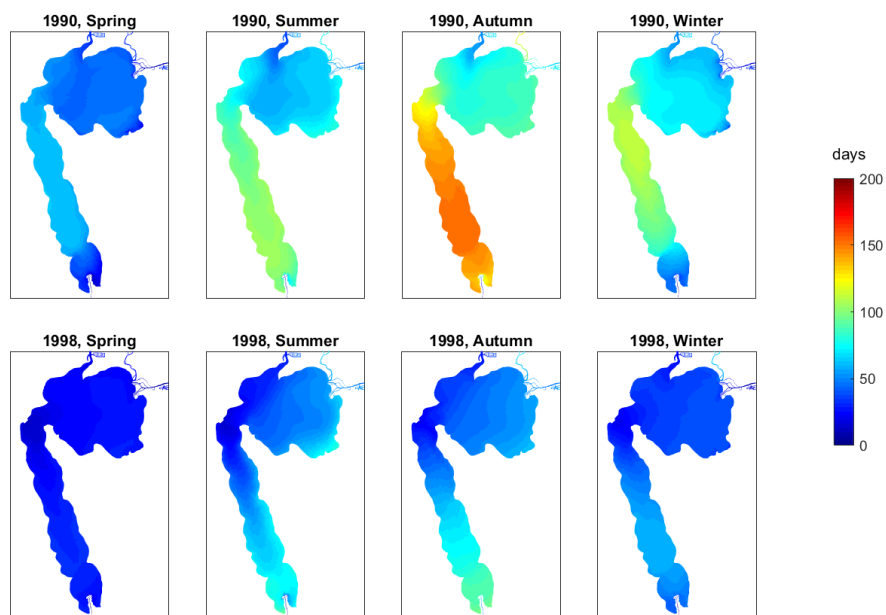 1990, Spring
1990, Summer
1990, Autumn
1990, Winter
days
200
150
100
50
0
1998, Spring
1998, Summer
1998, Autumn
1998, Winter